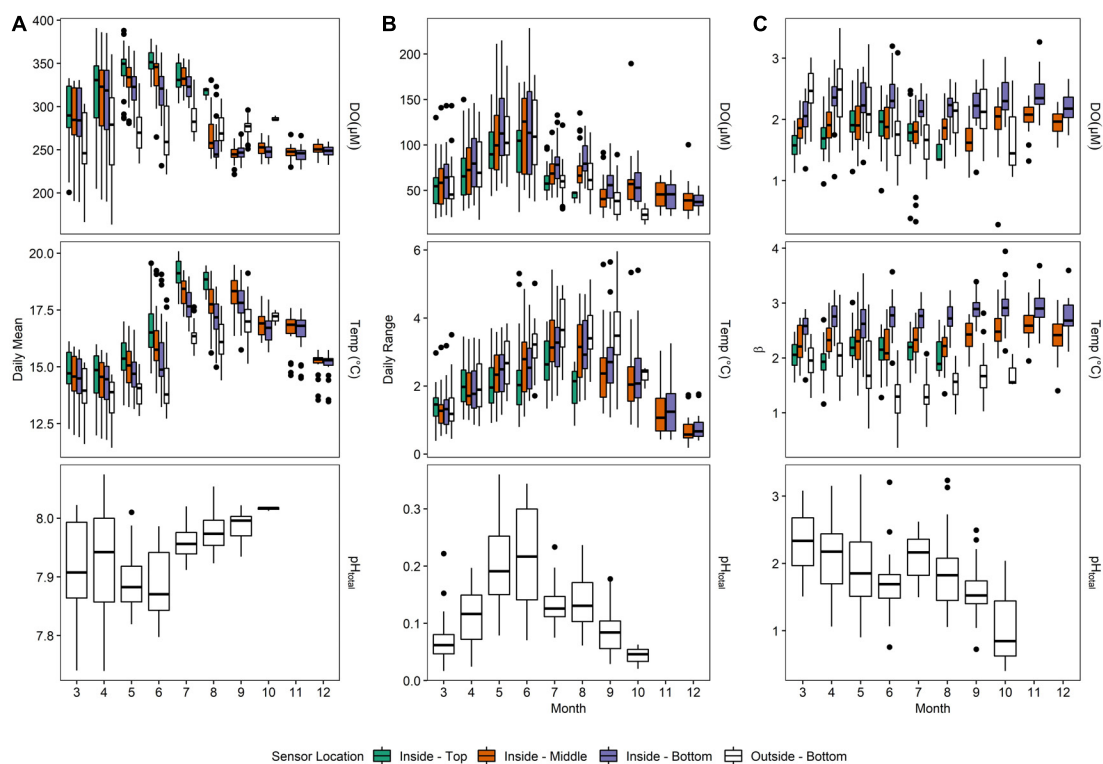 A
B
C
400
350
300
250
200
DO(µM)
20.0
17.5
15.0
12.5
Temp (°C)
8.0
7.9
7.8
pHtotal
Daily Mean
3 4 5 6 7 8 9 10 11 12
200
150
100
50
DO(µM)
6
4
2
0
Temp (°C)
0.3
0.2
0.1
0.0
pHtotal
Daily Range
3 4 5 6 7 8 9 10 11 12
Month
3
2
1
DO(µM)
4
3
2
1
Temp (°C)
3
2
1
pHtotal
β
3 4 5 6 7 8 9 10 11 12
Month
Sensor Location Inside - Top Inside - Middle Inside - Bottom Outside - Bottom